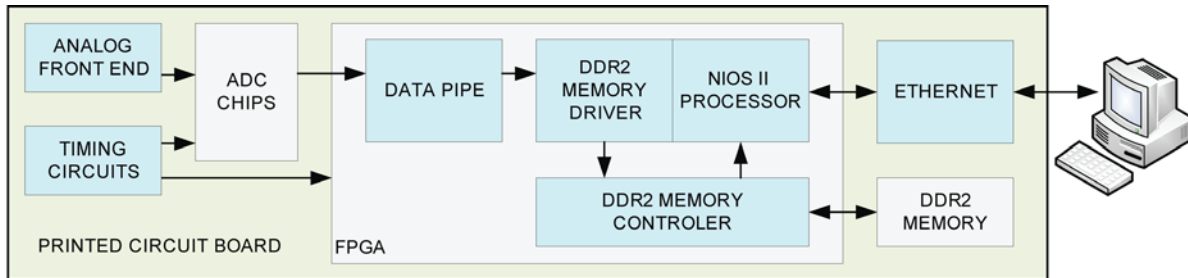 ANALOG
FRONT END
ADC
CHIPS
TIMING
CIRCUITS
PRINTED CIRCUIT BOARD
DATA PIPE
DDR2
MEMORY
DRIVER
NIOS II
PROCESSOR
DDR2 MEMORY
CONTROLER
FPGA
ETHERNET
DDR2
MEMORY